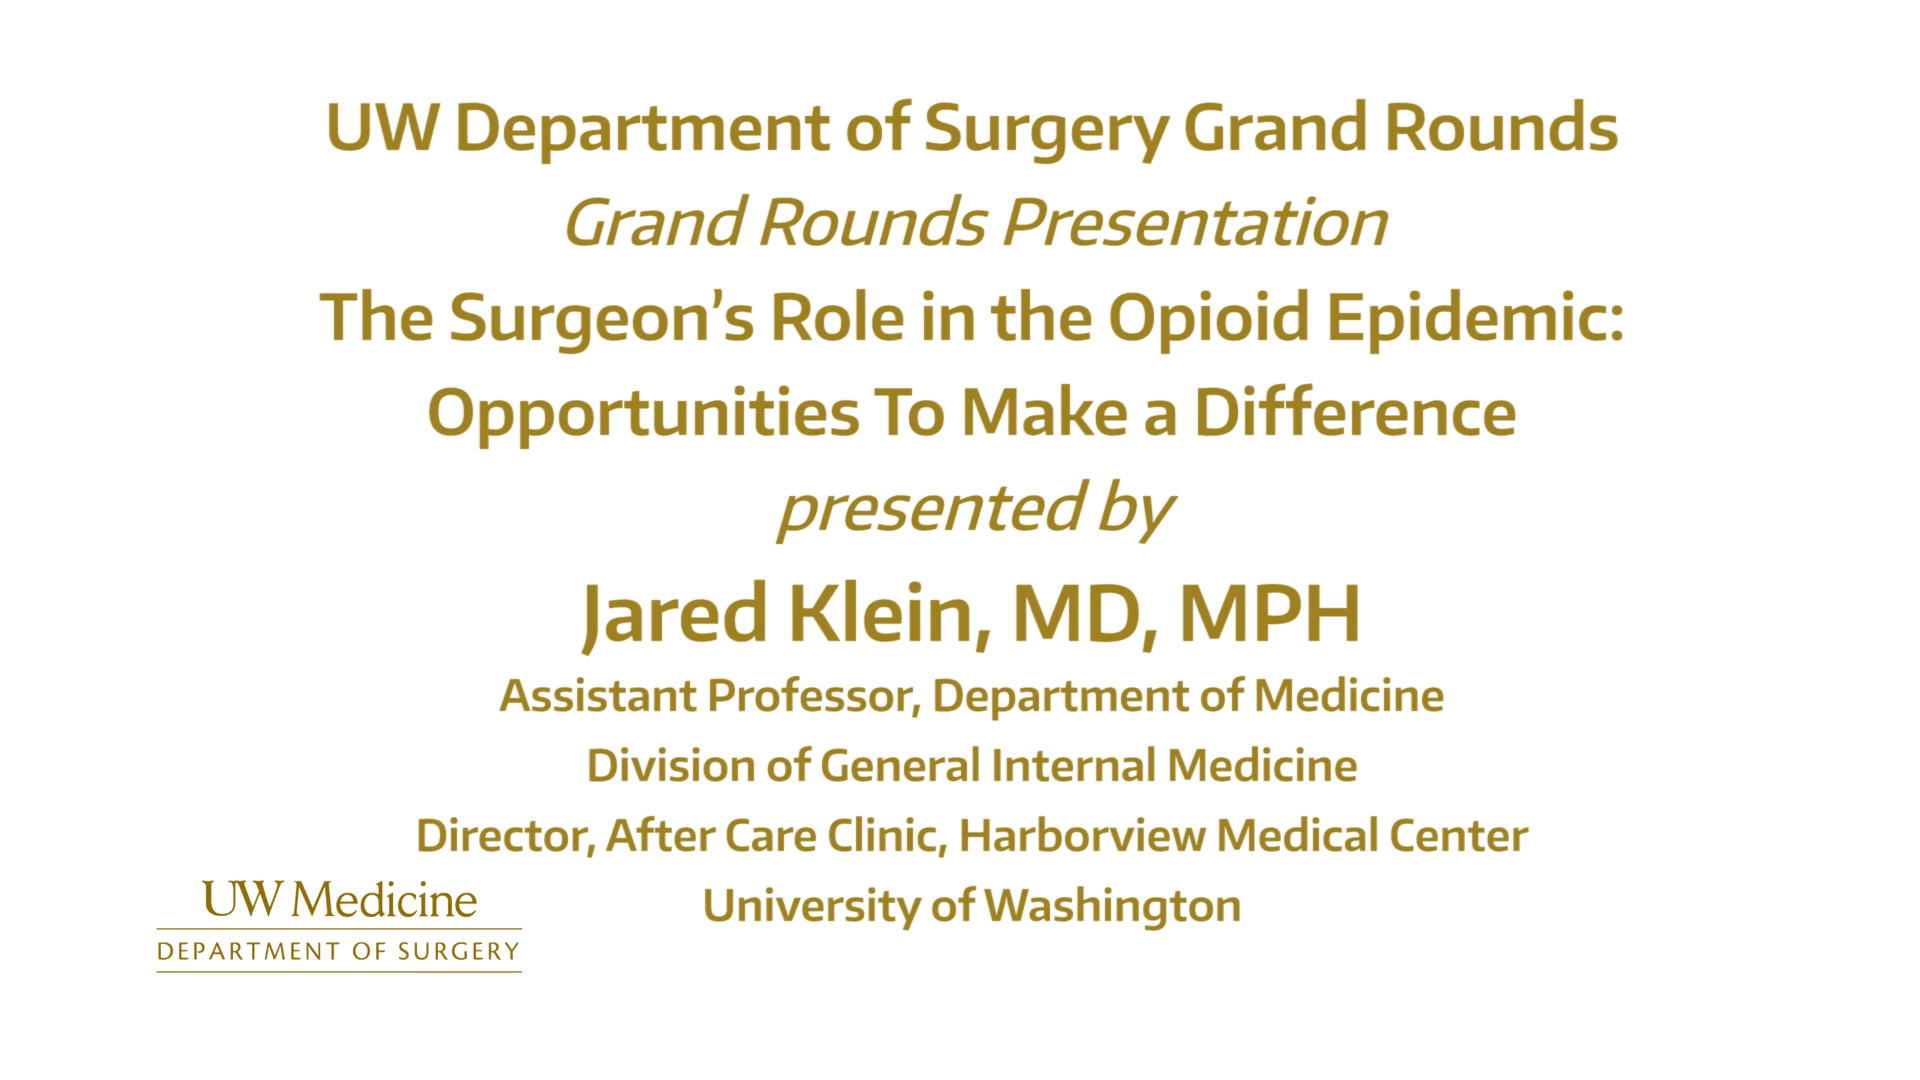 UW Department of Surgery Grand Rounds
Grand Rounds Presentation
The Surgeon’s Role in the Opioid Epidemic:
Opportunities To Make a Difference
presented by
Jared Klein, MD, MPH
Assistant Professor, Department of Medicine
Division of General Internal Medicine
Director, After Care Clinic, Harborview Medical Center
University of Washington
UW Medicine
DEPARTMENT OF SURGERY